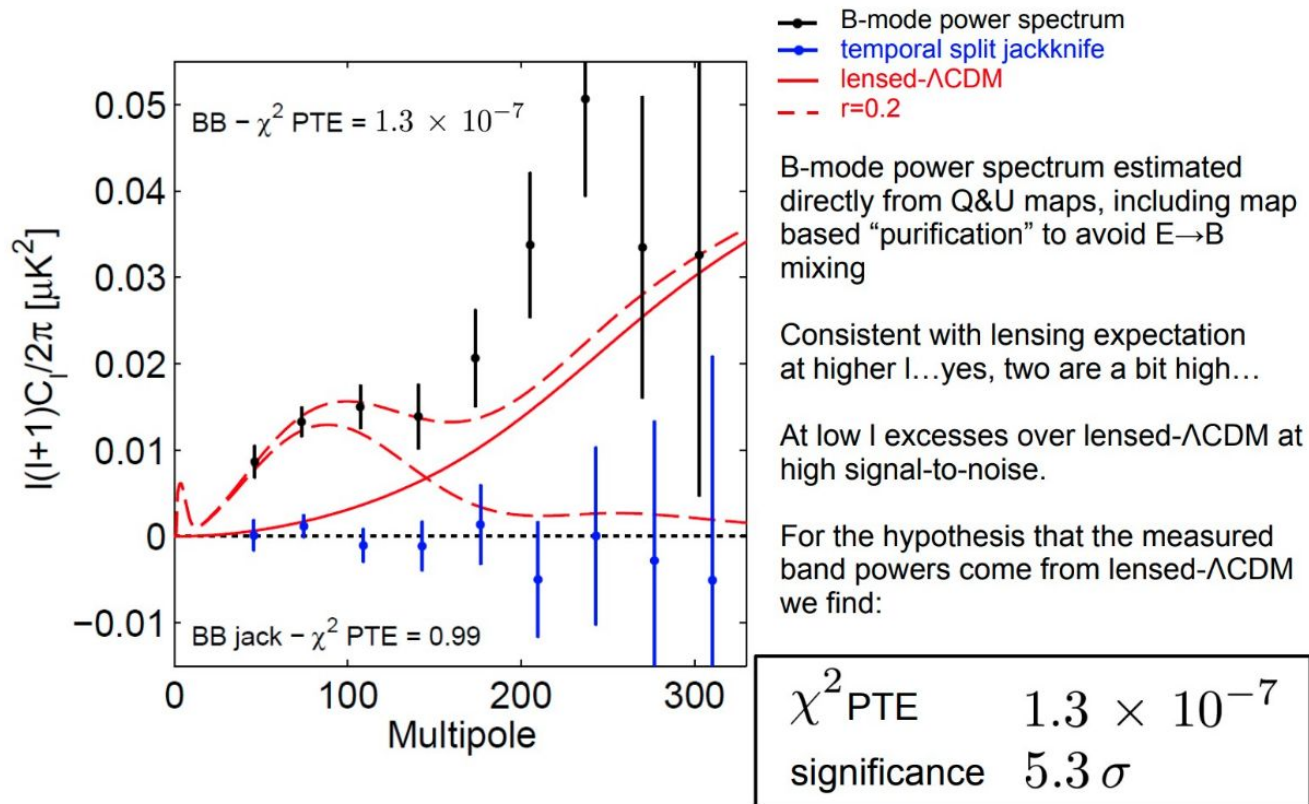 B-mode power spectrum
temporal split jackknife
lensed-ΛCDM
r=0.2
BB − χ² PTE = 1.3 × 10⁻⁷
0.05
0.04
0.03
0.02
0.01
0
−0.01
l(l+1)Cₗ/2π [μK²]
BB jack − χ² PTE = 0.99
0
100
200
300
Multipole
B-mode power spectrum estimated
directly from Q&U maps, including map
based “purification” to avoid E→B
mixing
Consistent with lensing expectation
at higher l…yes, two are a bit high…
At low l excesses over lensed-ΛCDM at
high signal-to-noise.
For the hypothesis that the measured
band powers come from lensed-ΛCDM
we find:
χ² PTE 1.3 × 10⁻⁷
significance 5.3 σ